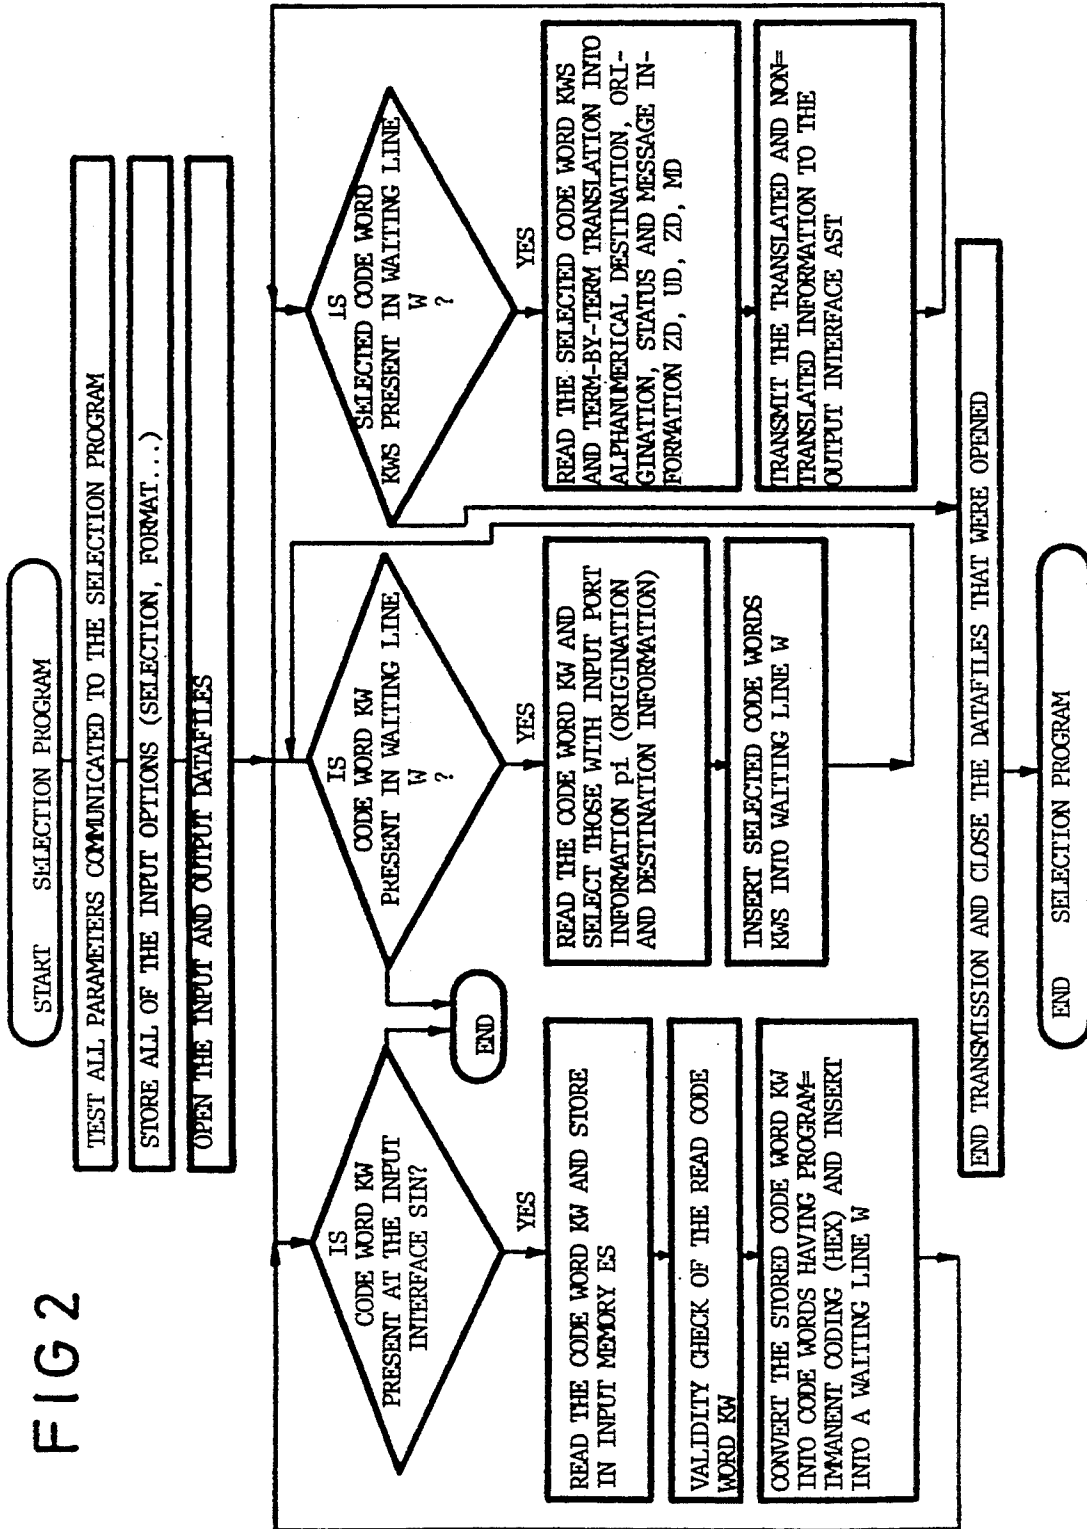 FIG 2
START SELECTION PROGRAM
TEST ALL PARAMETERS COMMUNICATED TO THE SELECTION PROGRAM
STORE ALL OF THE INPUT OPTIONS (SELECTION, FORMAT...)
OPEN THE INPUT AND OUTPUT DATAFILES
IS
CODE WORD KW
PRESENT AT THE INPUT
INTERFACE SIN?
YES
READ THE CODE WORD KW AND STORE
IN INPUT MEMORY ES
VALIDITY CHECK OF THE READ CODE
WORD KW
CONVERT THE STORED CODE WORD KW
INTO CODE WORDS HAVING PROGRAM=
IMMANENT CODING (HEX) AND INSERT
INTO A WAITING LINE W
END
IS
CODE WORD KW
PRESENT IN WAITING LINE
W
?
YES
READ THE CODE WORD KW AND
SELECT THOSE WITH INPUT PORT
INFORMATION pi (ORIGINATION
AND DESTINATION INFORMATION)
INSERT SELECTED CODE WORDS
KWS INTO WAITING LINE W
IS
SELECTED CODE WORD
KWS PRESENT IN WAITING LINE
W
?
YES
READ THE SELECTED CODE WORD KWS
AND TERM-BY-TERM TRANSLATION INTO
ALPHANUMERICAL DESTINATION, ORI-
GINATION, STATUS AND MESSAGE IN-
FORMATION ZD, UD, ZD, MD
TRANSMIT THE TRANSLATED AND NON=
TRANSLATED INFORMATION TO THE
OUTPUT INTERFACE AST
END TRANSMISSION AND CLOSE THE DATAFILES THAT WERE OPENED
END SELECTION PROGRAM